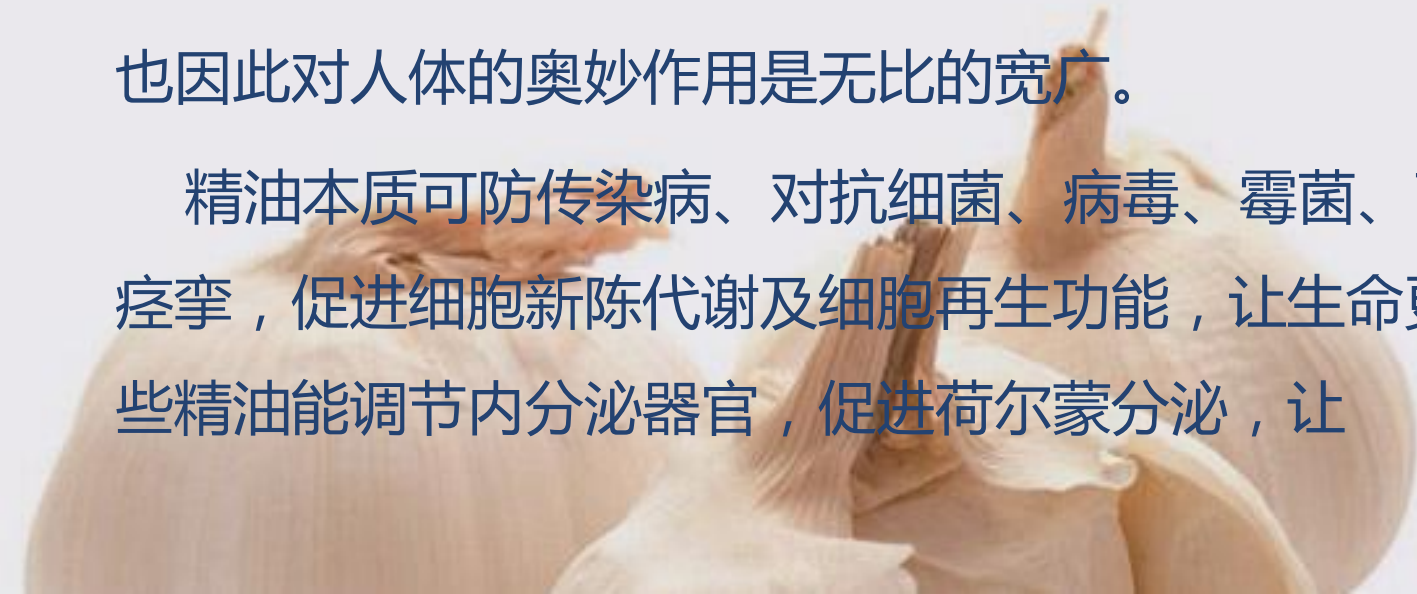 也因此对人体的奥妙作用是无比的宽广。
精油本质可防传染病、对抗细菌、病毒、霉菌、
痉挛，促进细胞新陈代谢及细胞再生功能，让生命
些精油能调节内分泌器官，促进荷尔蒙分泌，让